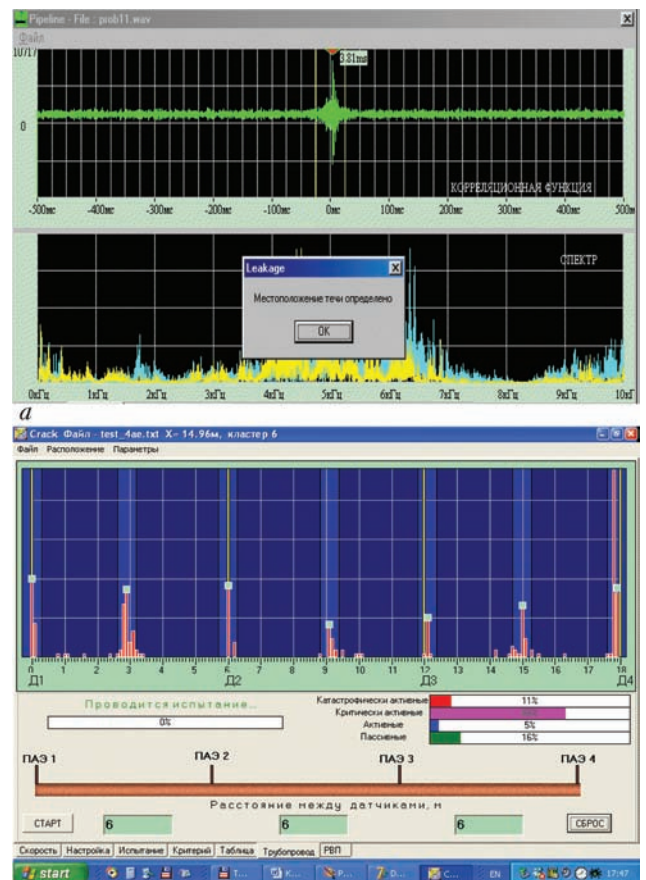 Pipeline - File : prob11.wav
Файл
10717
3.81мс
0
КОРРЕЛЯЦИОННАЯ ФУНКЦИЯ
-500мс -400мс -300мс -200мс -100мс 0мс 100мс 200мс 300мс 400мс 500м
СПЕКТР
Leakage
Местоположение течи определено
OK
0кГц 1кГц 2кГц 3кГц 4кГц 5кГц 6кГц 7кГц 8кГц 9кГц 10кГ
а
Crack Файл - test_4ae.txt X- 14.96м, кластер 6
Файл Расположение Параметры
0 1 2 3 4 5 6 7 8 9 10 11 12 13 14 15 16 17 18
Д1 Д2 Д3 Д4
Проводится испытание...
0%
Катастрофически активные 11%
Критически активные
Активные 5%
Пассивные 16%
ПАЭ 1 ПАЭ 2 ПАЭ 3 ПАЭ 4
Расстояние между датчиками, м
СТАРТ 6 6 6 СБРОС
Скорость Настройка Испытание Критерий Таблица Трубопровод РВП
start EN 17:47